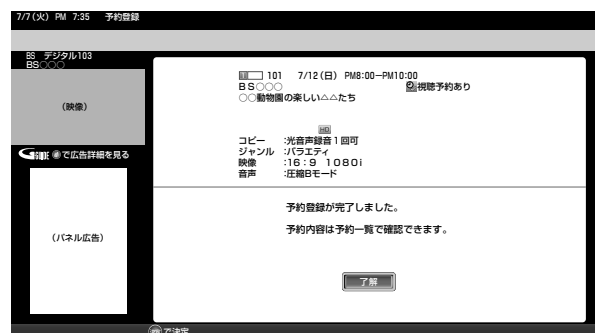 7/7(火) PM 7:35 予約登録
BS デジタル103
BS○○○
(映像)
GUIDE で広告詳細を見る
(パネル広告)
101 7/12(日) PM8:00−PM10:00
BS○○○ 視聴予約あり
○○動物園の楽しい△△たち
HD
コピー :光音声録音1回可
ジャンル :バラエティ
映像 :16:9 1080i
音声 :圧縮Bモード
予約登録が完了しました。
予約内容は予約一覧で確認できます。
了解
で決定